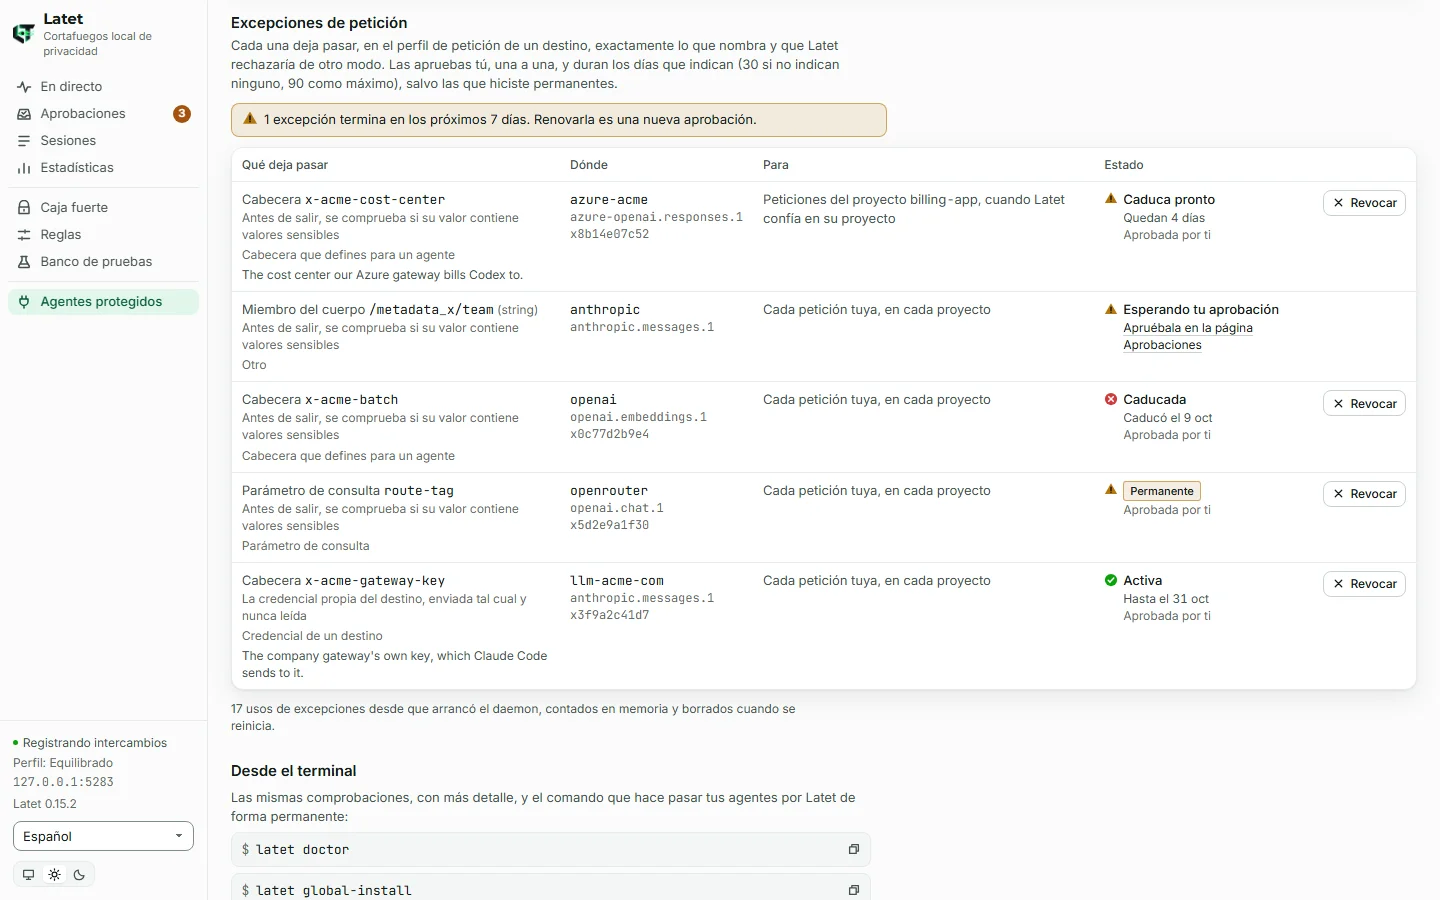 Latet
Cortafuegos local de
privacidad
En directo
Aprobaciones
3
Sesiones
Estadísticas
Caja fuerte
Reglas
Banco de pruebas
Agentes protegidos
Registrando intercambios
Perfil: Equilibrado
127.0.0.1:5283
Latet 0.15.2
Español
Excepciones de petición
Cada una deja pasar, en el perfil de petición de un destino, exactamente lo que nombra y que Latet
rechazaría de otro modo. Las apruebas tú, una a una, y duran los días que indican (30 si no indican
ninguno, 90 como máximo), salvo las que hiciste permanentes.
1 excepción termina en los próximos 7 días. Renovarla es una nueva aprobación.
Qué deja pasar
Dónde
Para
Estado
Cabecera x-acme-cost-center
Antes de salir, se comprueba si su valor contiene
valores sensibles
Cabecera que defines para un agente
The cost center our Azure gateway bills Codex to.
azure-acme
azure-openai.responses.1
x8b14e07c52
Peticiones del proyecto billing-app, cuando Latet
confía en su proyecto
Caduca pronto
Quedan 4 días
Aprobada por ti
Revocar
Miembro del cuerpo /metadata_x/team (string)
Antes de salir, se comprueba si su valor contiene
valores sensibles
Otro
anthropic
anthropic.messages.1
Cada petición tuya, en cada proyecto
Esperando tu aprobación
Apruébala en la página
Aprobaciones
Cabecera x-acme-batch
Antes de salir, se comprueba si su valor contiene
valores sensibles
Cabecera que defines para un agente
openai
openai.embeddings.1
x0c77d2b9e4
Cada petición tuya, en cada proyecto
Caducada
Caducó el 9 oct
Aprobada por ti
Revocar
Parámetro de consulta route-tag
Antes de salir, se comprueba si su valor contiene
valores sensibles
Parámetro de consulta
openrouter
openai.chat.1
x5d2e9a1f30
Cada petición tuya, en cada proyecto
Permanente
Aprobada por ti
Revocar
Cabecera x-acme-gateway-key
La credencial propia del destino, enviada tal cual y
nunca leída
Credencial de un destino
The company gateway's own key, which Claude Code
sends to it.
llm-acme-com
anthropic.messages.1
x3f9a2c41d7
Cada petición tuya, en cada proyecto
Activa
Hasta el 31 oct
Aprobada por ti
Revocar
17 usos de excepciones desde que arrancó el daemon, contados en memoria y borrados cuando se
reinicia.
Desde el terminal
Las mismas comprobaciones, con más detalle, y el comando que hace pasar tus agentes por Latet de
forma permanente:
$ latet doctor
$ latet global-install